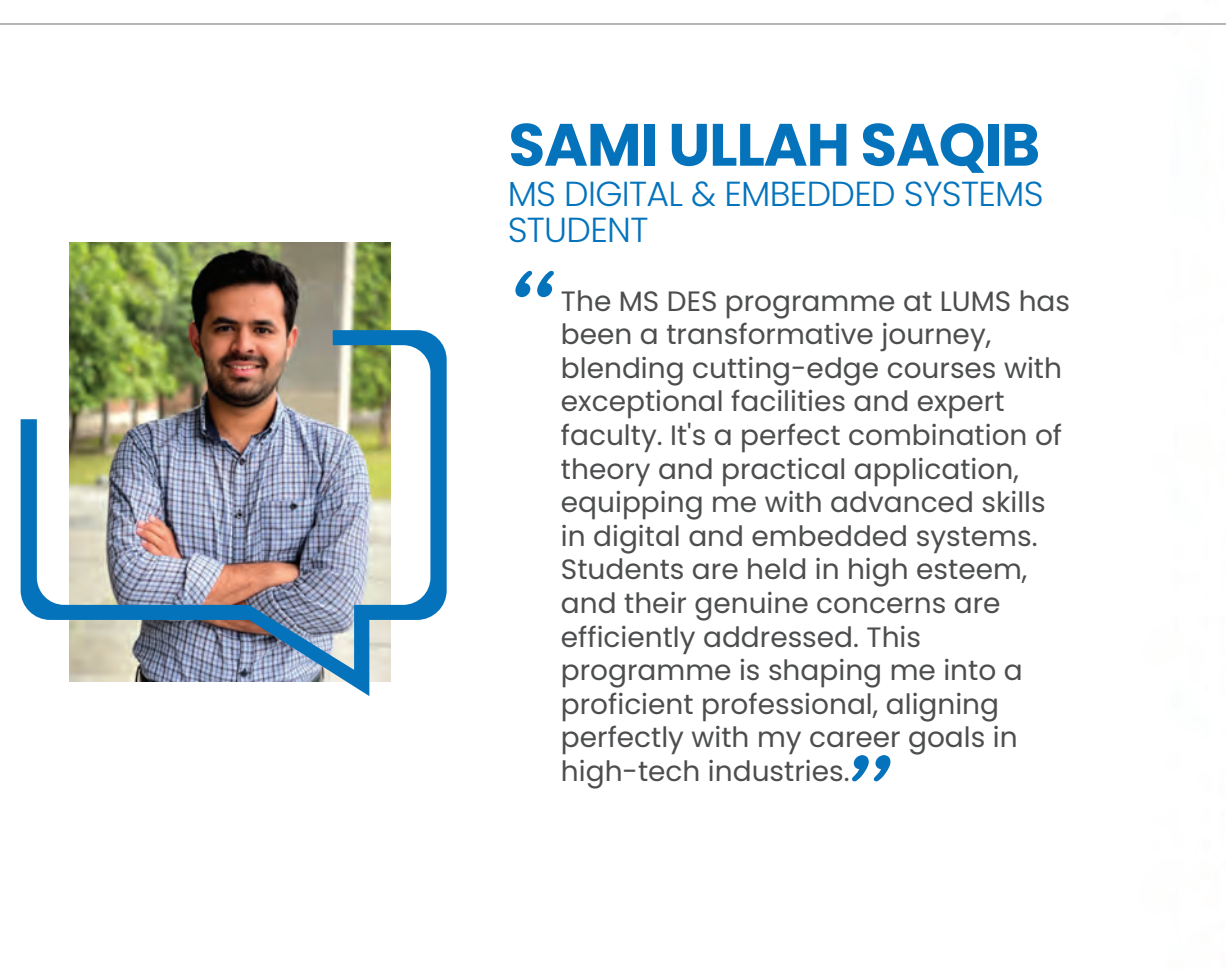 SAMI ULLAH SAQIB
MS DIGITAL & EMBEDDED SYSTEMS
STUDENT
“ The MS DES programme at LUMS has
been a transformative journey,
blending cutting-edge courses with
exceptional facilities and expert
faculty. It's a perfect combination of
theory and practical application,
equipping me with advanced skills
in digital and embedded systems.
Students are held in high esteem,
and their genuine concerns are
efficiently addressed. This
programme is shaping me into a
proficient professional, aligning
perfectly with my career goals in
high-tech industries.”